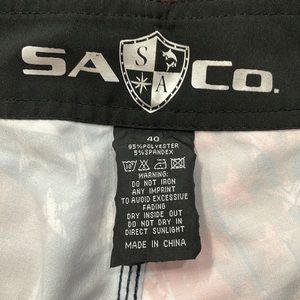 SA Co.
S
A
40
95%POLYESTER
5%SPANDEX
WARNING:
DO NOT IRON
ANY IMPRINT
TO AVOID EXCESSIVE
FADING
DRY INSIDE OUT
DO NOT DRY IN
DIRECT SUNLIGHT
MADE IN CHINA